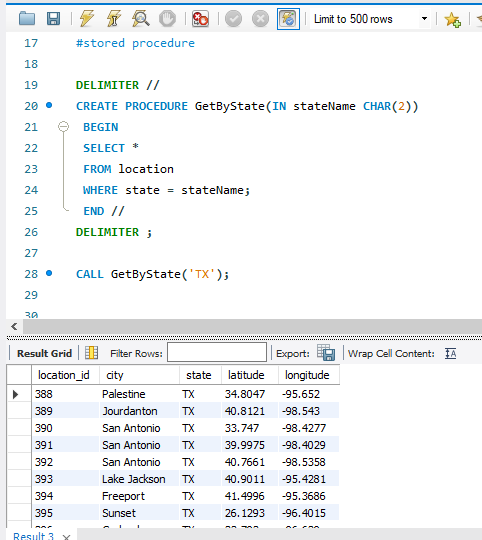 Limit to 500 rows
17 #stored procedure
18
19 DELIMITER //
20 CREATE PROCEDURE GetByState(IN stateName CHAR(2))
21 BEGIN
22 SELECT *
23 FROM location
24 WHERE state = stateName;
25 END //
26 DELIMITER ;
27
28 CALL GetByState('TX');
29
30
Result Grid Filter Rows: Export: Wrap Cell Content: IA
location_id city state latitude longitude
388 Palestine TX 34.8047 -95.652
389 Jourdanton TX 40.8121 -98.543
390 San Antonio TX 33.747 -98.4277
391 San Antonio TX 39.9975 -98.4029
392 San Antonio TX 40.7661 -98.5358
393 Lake Jackson TX 40.9011 -95.4281
394 Freeport TX 41.4996 -95.3686
395 Sunset TX 26.1293 -96.4015
Result 3